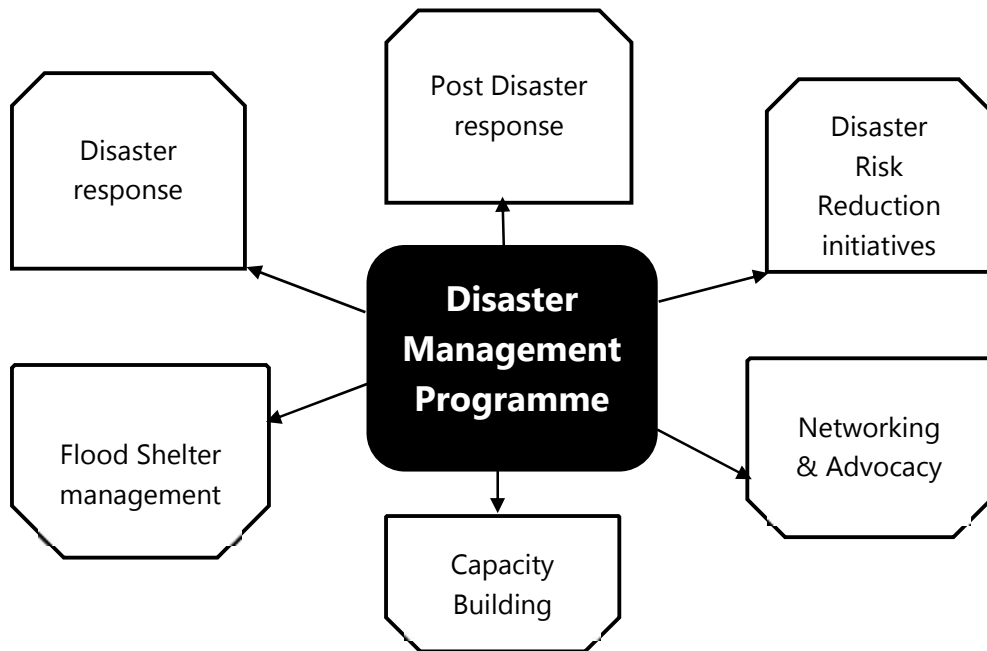 Post Disaster
response
Disaster
response
Disaster
Risk
Reduction
initiatives
Disaster
Management
Programme
Flood Shelter
management
Networking
& Advocacy
Capacity
Building